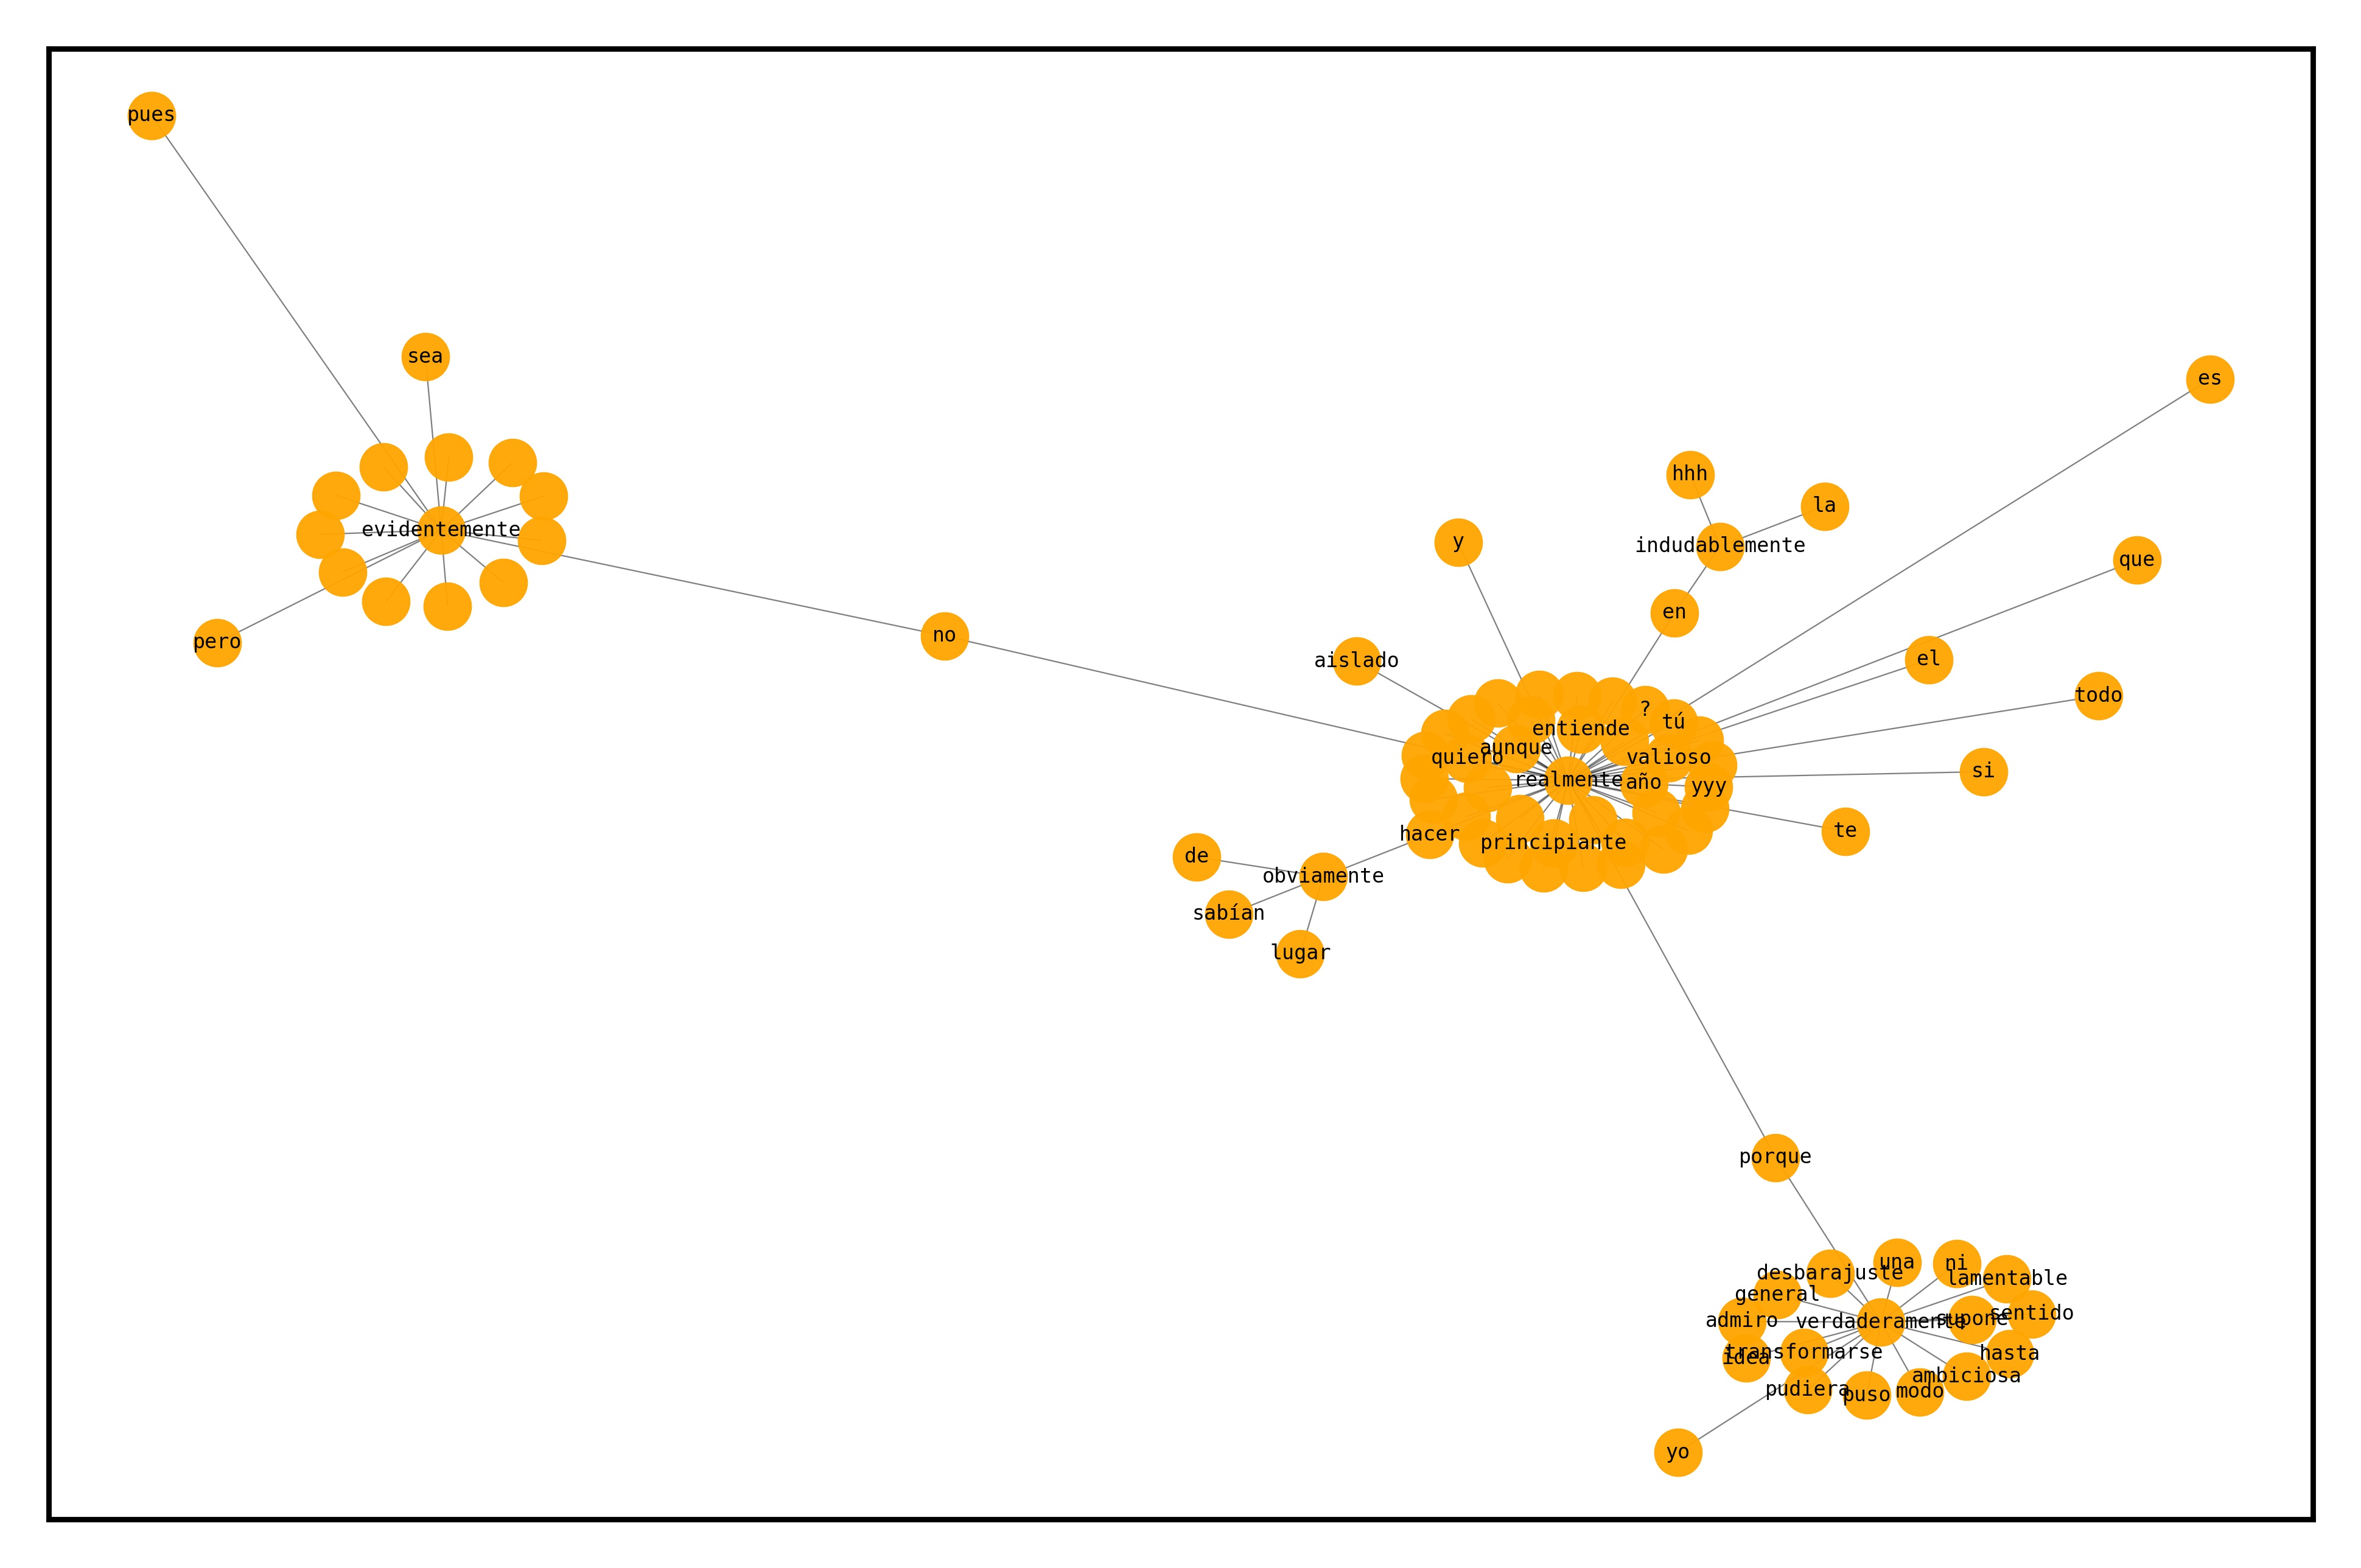 pues
sea
es
hhh
la
evidentemente
y
indudablemente
que
en
no
pero
aislado
el
todo
?
tú
entiende
aunque
quiero
valioso
si
realmente
año
yyy
te
hacer
principiante
de
obviamente
sabían
lugar
porque
una
ni
desbarajuste
lamentable
general
sentido
supone
admiro
verdaderamente
transformarse
hasta
idea
ambiciosa
pudiera
puso
modo
yo